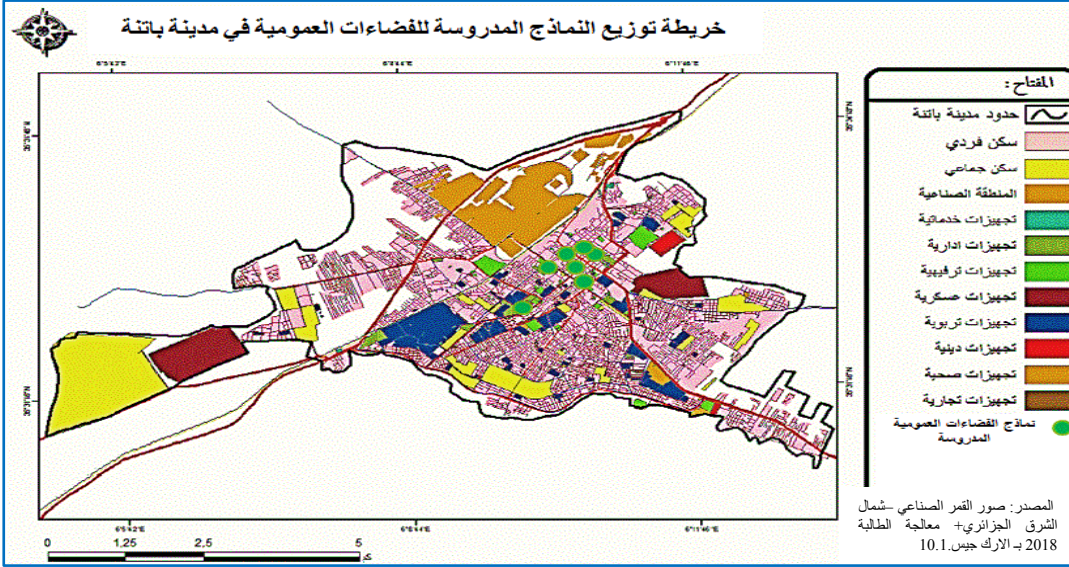 خريطة توزيع النماذج المدروسة للفضاءات العمومية في مدينة باتنة
المفتاح :
حدود مدينة باتنة
سكن فردي
سكن جماعي
المنطقة الصناعية
تجهيزات خدماتية
تجهيزات ادارية
تجهيزات ترفيهية
تجهيزات عسكرية
تجهيزات تربوية
تجهيزات دينية
تجهيزات صحية
تجهيزات تجارية
نماذج الفضاءات العمومية
المدروسة
المصدر: صور القمر الصناعي –شمال
الشرق الجزائري+ معالجة الطالبة
2018 بـ الارك جيس.10.1
0 1,25 2,5 5
كم